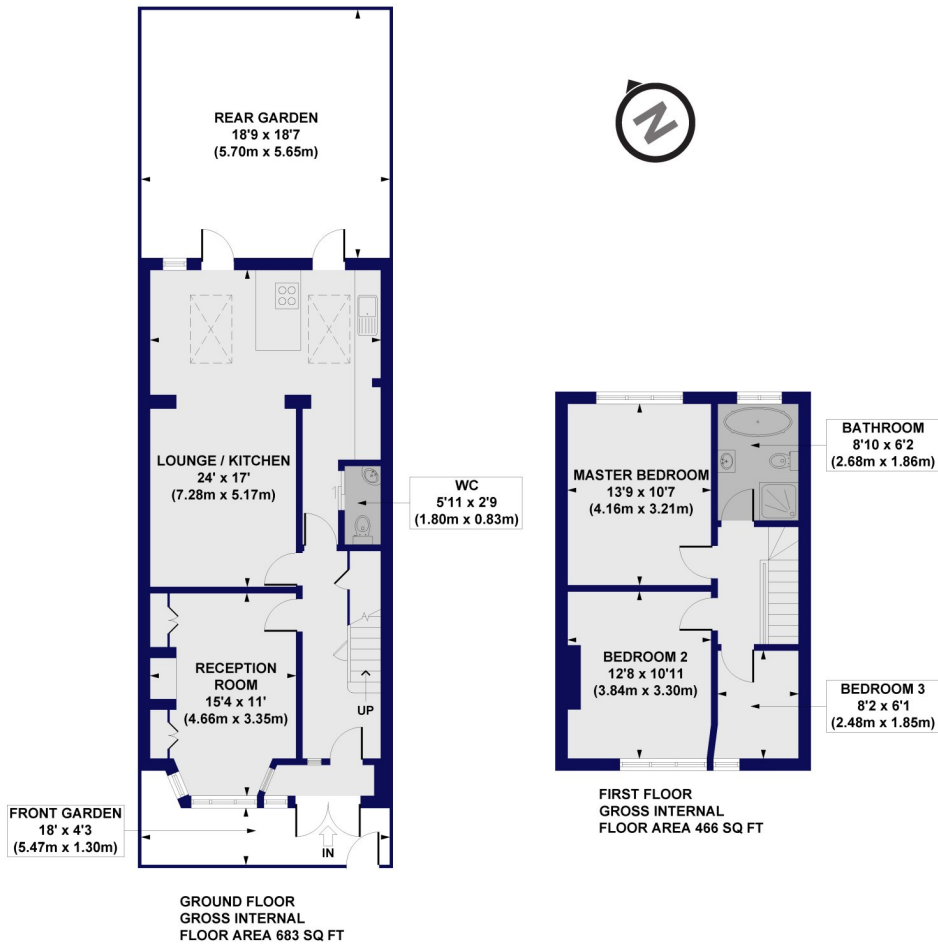 REAR GARDEN
18'9 x 18'7
(5.70m x 5.65m)
N
LOUNGE / KITCHEN
24' x 17'
(7.28m x 5.17m)
WC
5'11 x 2'9
(1.80m x 0.83m)
RECEPTION
ROOM
15'4 x 11'
(4.66m x 3.35m)
UP
FRONT GARDEN
18' x 4'3
(5.47m x 1.30m)
IN
GROUND FLOOR
GROSS INTERNAL
FLOOR AREA 683 SQ FT
MASTER BEDROOM
13'9 x 10'7
(4.16m x 3.21m)
BATHROOM
8'10 x 6'2
(2.68m x 1.86m)
BEDROOM 2
12'8 x 10'11
(3.84m x 3.30m)
BEDROOM 3
8'2 x 6'1
(2.48m x 1.85m)
FIRST FLOOR
GROSS INTERNAL
FLOOR AREA 466 SQ FT